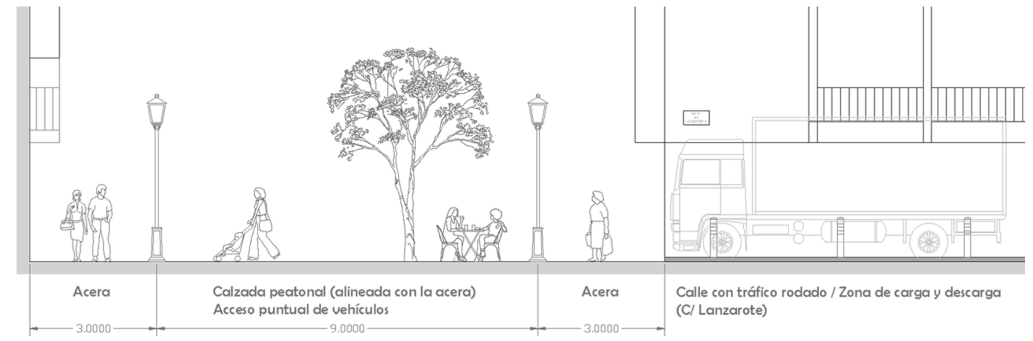 Acera
Calzada peatonal (alineada con la acera)
Acceso puntual de vehículos
Acera
Calle con tráfico rodado / Zona de carga y descarga
(C/ Lanzarote)
3.0000
9.0000
3.0000